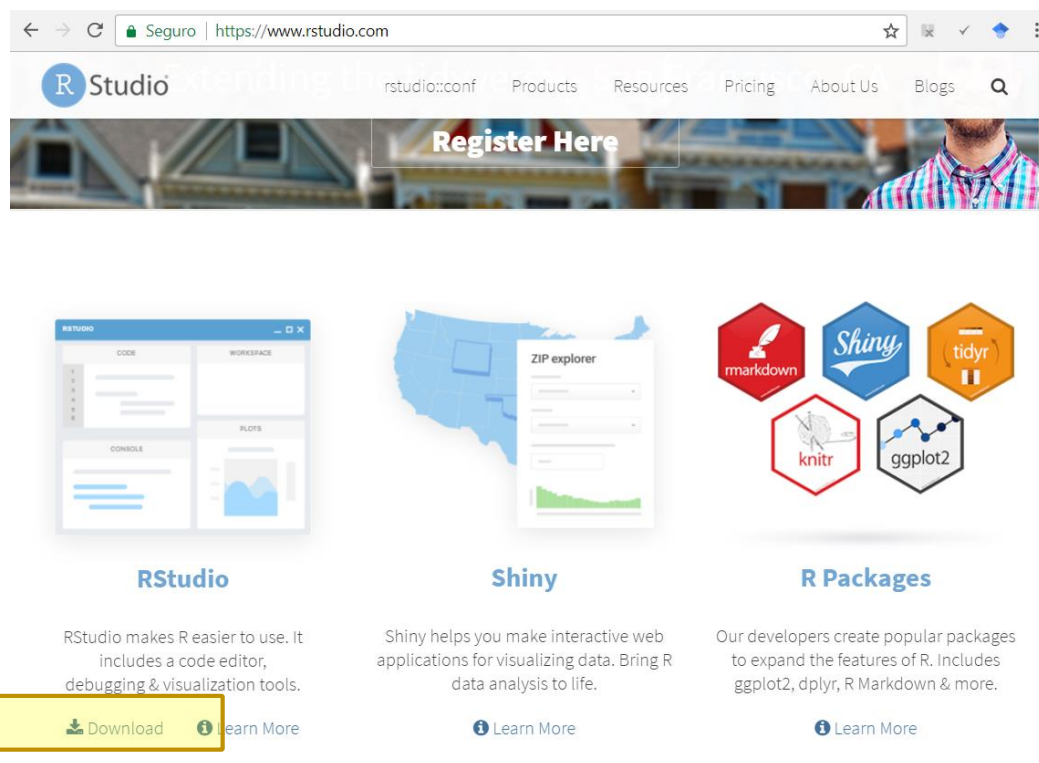 Seguro | https://www.rstudio.com
R Studio
rstudio::conf Products Resources Pricing About Us Blogs
Register Here
RSTUDIO
CODE
WORKSPACE
CONSOLE
PLOTS
ZIP explorer
rmarkdown
Shiny
tidyr
knitr
ggplot2
RStudio
RStudio makes R easier to use. It
includes a code editor,
debugging & visualization tools.
Download Learn More
Shiny
Shiny helps you make interactive web
applications for visualizing data. Bring R
data analysis to life.
Learn More
R Packages
Our developers create popular packages
to expand the features of R. Includes
ggplot2, dplyr, R Markdown & more.
Learn More